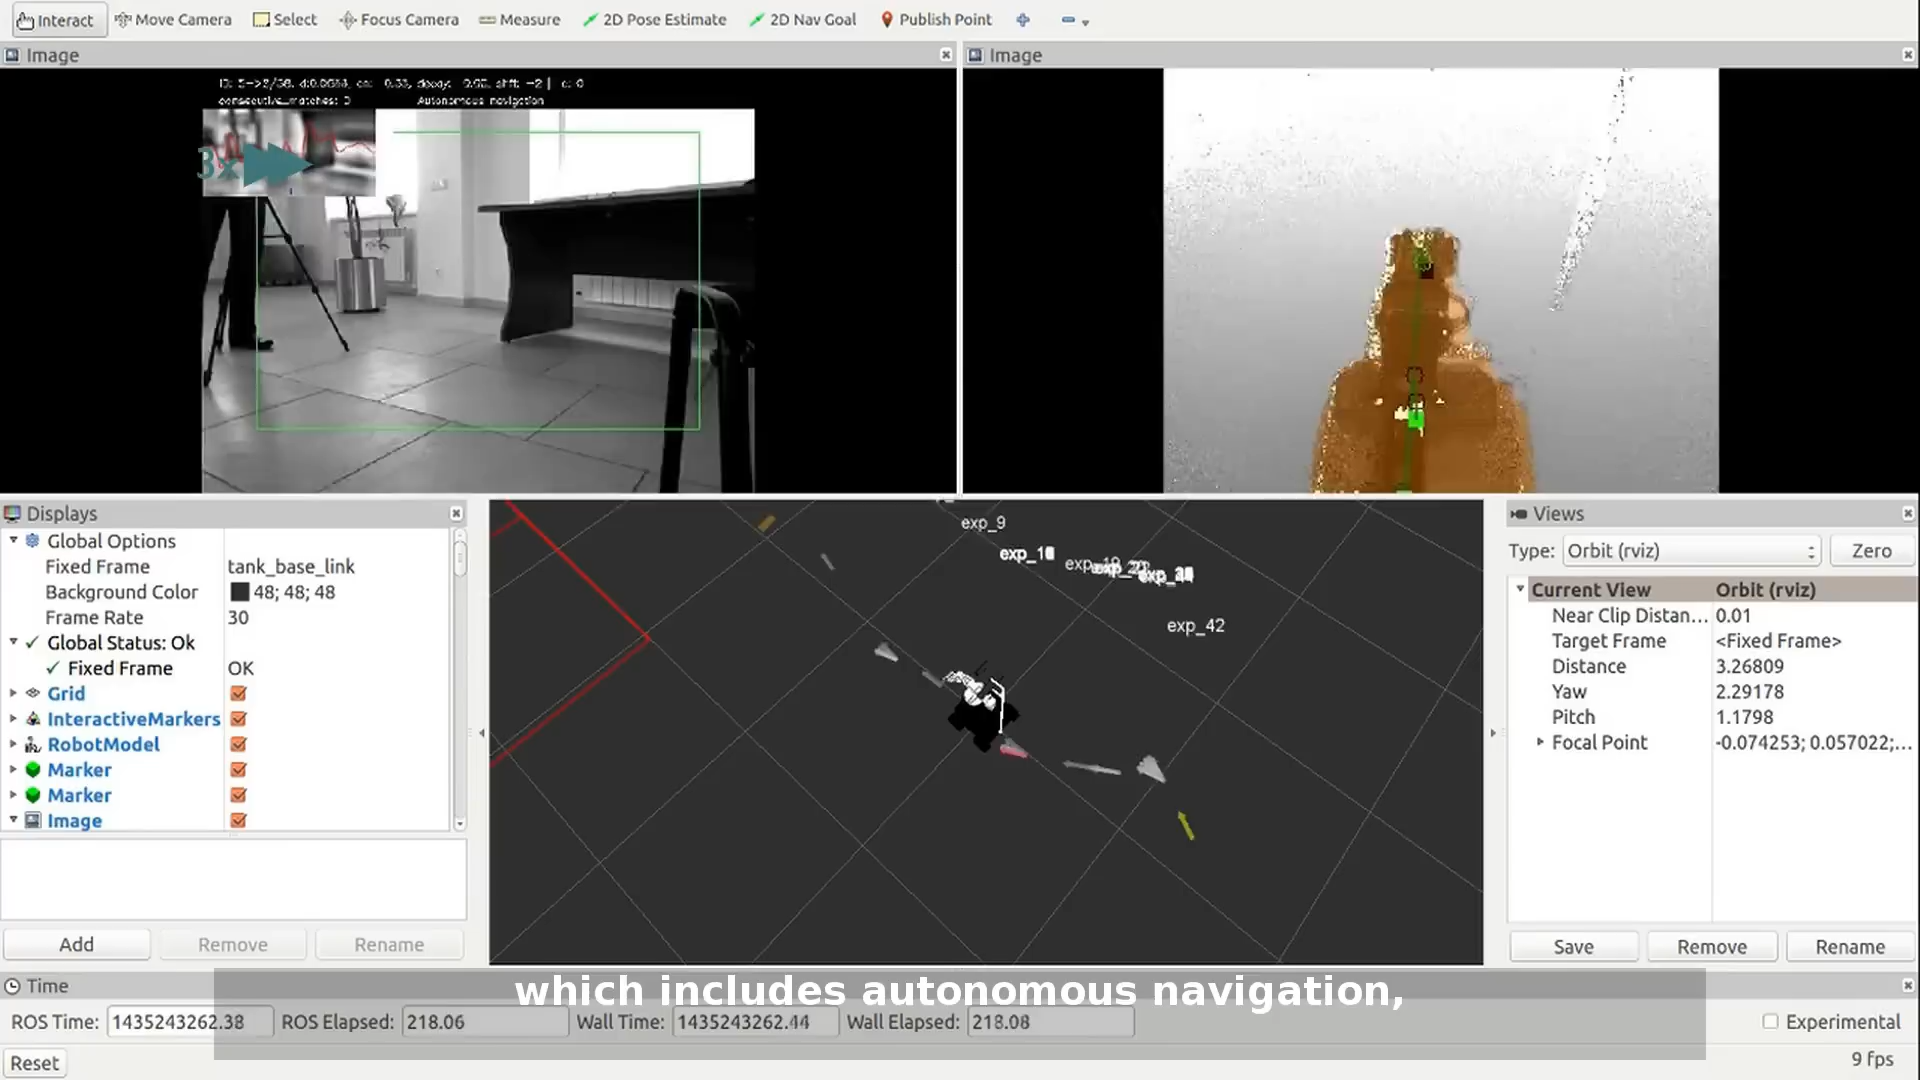 Interact Move Camera Select Focus Camera Measure 2D Pose Estimate 2D Nav Goal Publish Point
Image
Image
consecutive_matches: 0 Autonomous navigation
3x
Displays
Global Options
Fixed Frame tank_base_link
Background Color 48; 48; 48
Frame Rate 30
Global Status: Ok
Fixed Frame OK
Grid
InteractiveMarkers
RobotModel
Marker
Marker
Image
Add Remove Rename
exp_9
exp_42
Views
Type: Orbit (rviz) Zero
Current View Orbit (rviz)
Near Clip Distan... 0.01
Target Frame <Fixed Frame>
Distance 3.26809
Yaw 2.29178
Pitch 1.1798
Focal Point -0.074253; 0.057022;...
Save Remove Rename
Time
which includes autonomous navigation,
ROS Time: 1435243262.38 ROS Elapsed: 218.06 Wall Time: 1435243262.44 Wall Elapsed: 218.08 Experimental
Reset 9 fps